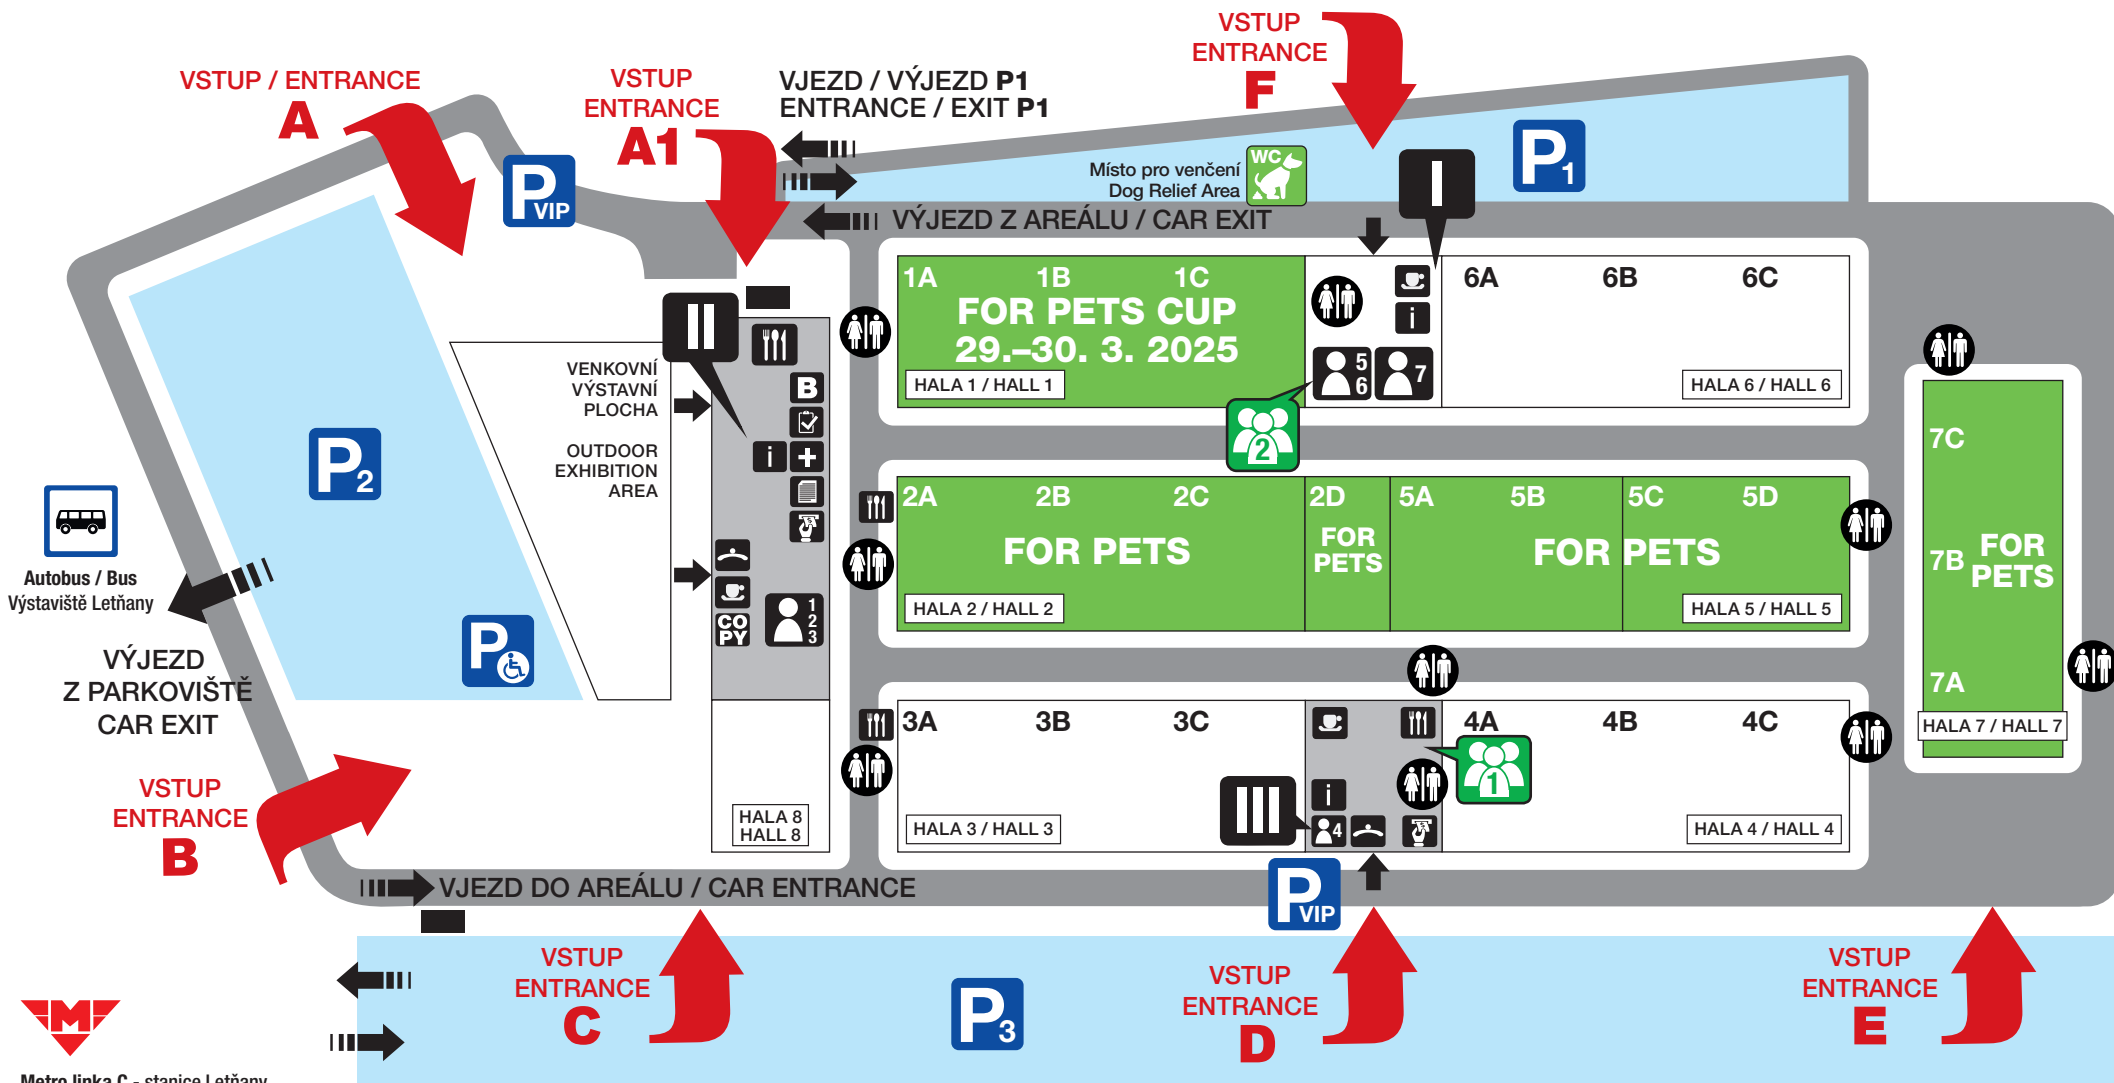 VSTUP
ENTRANCE
F
VSTUP / ENTRANCE
A
VSTUP
ENTRANCE
A1
VJEZD / VÝJEZD P1
ENTRANCE / EXIT P1
Místo pro venčení
Dog Relief Area
WC
P1
I
P VIP
VÝJEZD Z AREÁLU / CAR EXIT
1A 1B 1C
FOR PETS CUP
29.–30. 3. 2025
HALA 1 / HALL 1
i
5
6
7
2
6A 6B 6C
HALA 6 / HALL 6
II
VENKOVNÍ
VÝSTAVNÍ
PLOCHA
OUTDOOR
EXHIBITION
AREA
B
i
CO
PY
1
2
3
P2
P
Autobus / Bus
Výstaviště Letňany
VÝJEZD
Z PARKOVIŠTĚ
CAR EXIT
2A 2B 2C 2D 5A 5B 5C 5D
FOR PETS
FOR
PETS
FOR PETS
HALA 2 / HALL 2
HALA 5 / HALL 5
7C
7B
FOR
PETS
7A
HALA 7 / HALL 7
3A 3B 3C
HALA 3 / HALL 3
III
i
4
1
4A 4B 4C
HALA 4 / HALL 4
HALA 8
HALL 8
VSTUP
ENTRANCE
B
VJEZD DO AREÁLU / CAR ENTRANCE
P VIP
VSTUP
ENTRANCE
C
P3
VSTUP
ENTRANCE
D
VSTUP
ENTRANCE
E
M
Metro linka C - stanice Letňany